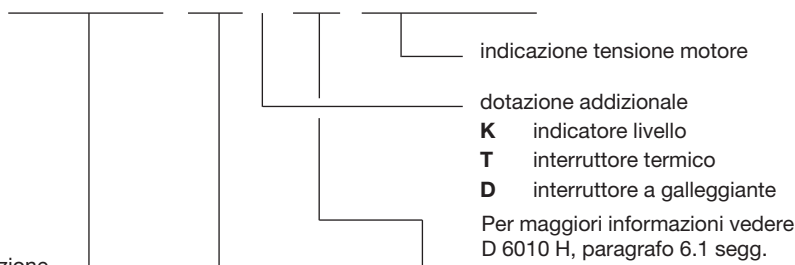 indicazione tensione motore
dotazione addizionale
K indicatore livello
T interruttore termico
D interruttore a galleggiante
Per maggiori informazioni vedere
D 6010 H, paragrafo 6.1 segg.